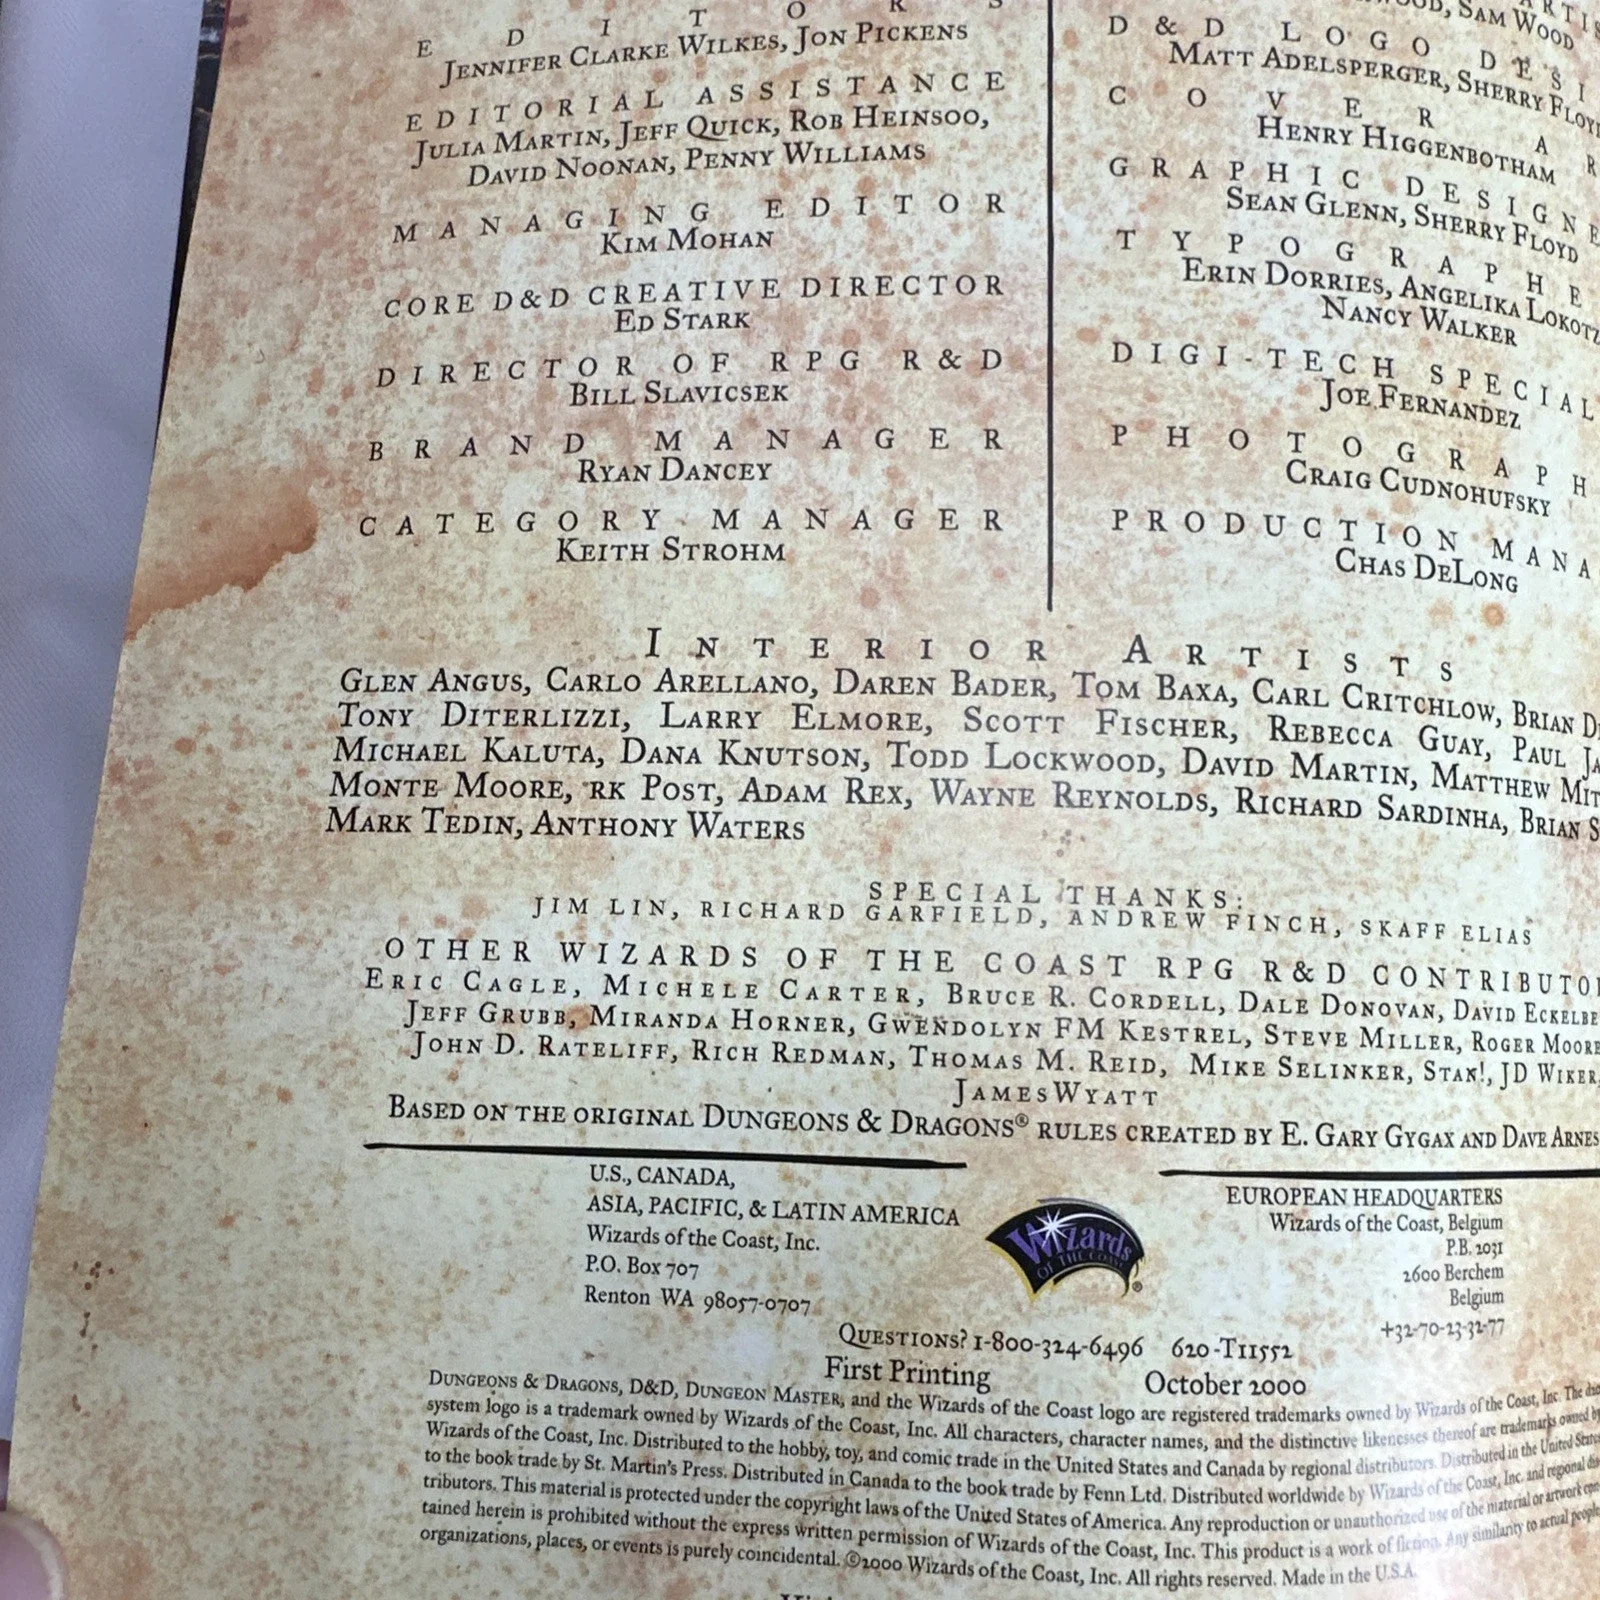 EDITORS
JENNIFER CLARKE WILKES, JON PICKENS
EDITORIAL ASSISTANCE
JULIA MARTIN, JEFF QUICK, ROB HEINSOO,
DAVID NOONAN, PENNY WILLIAMS
MANAGING EDITOR
KIM MOHAN
CORE D&D CREATIVE DIRECTOR
ED STARK
DIRECTOR OF RPG R&D
BILL SLAVICSEK
BRAND MANAGER
RYAN DANCEY
CATEGORY MANAGER
KEITH STROHM
SAM WOOD
D&D LOGO DESI
MATT ADELSPERGER, SHERRY FLOY
COVER AR
HENRY HIGGENBOTHAM
GRAPHIC DESIGNE
SEAN GLENN, SHERRY FLOYD
TYPOGRAPHE
ERIN DORRIES, ANGELIKA LOKOTZ
NANCY WALKER
DIGI-TECH SPECIAL
JOE FERNANDEZ
PHOTOGRAPH
CRAIG CUDNOHUFSKY
PRODUCTION MANA
CHAS DELONG
INTERIOR ARTISTS
GLEN ANGUS, CARLO ARELLANO, DAREN BADER, TOM BAXA, CARL CRITCHLOW, BRIAN D
TONY DITERLIZZI, LARRY ELMORE, SCOTT FISCHER, REBECCA GUAY, PAUL JA
MICHAEL KALUTA, DANA KNUTSON, TODD LOCKWOOD, DAVID MARTIN, MATTHEW MIT
MONTE MOORE, RK POST, ADAM REX, WAYNE REYNOLDS, RICHARD SARDINHA, BRIAN S
MARK TEDIN, ANTHONY WATERS
SPECIAL THANKS:
JIM LIN, RICHARD GARFIELD, ANDREW FINCH, SKAFF ELIAS
OTHER WIZARDS OF THE COAST RPG R&D CONTRIBUTO
ERIC CAGLE, MICHELE CARTER, BRUCE R. CORDELL, DALE DONOVAN, DAVID ECKELBE
JEFF GRUBB, MIRANDA HORNER, GWENDOLYN FM KESTREL, STEVE MILLER, ROGER MOORE
JOHN D. RATELIFF, RICH REDMAN, THOMAS M. REID, MIKE SELINKER, STAN!, JD WIKER,
JAMES WYATT
BASED ON THE ORIGINAL DUNGEONS & DRAGONS® RULES CREATED BY E. GARY GYGAX AND DAVE ARNES
U.S., CANADA,
ASIA, PACIFIC, & LATIN AMERICA
Wizards of the Coast, Inc.
P.O. Box 707
Renton WA 98057-0707
Wizards
OF THE COAST
®
EUROPEAN HEADQUARTERS
Wizards of the Coast, Belgium
P.B. 2031
2600 Berchem
Belgium
+32-70-23-32-77
QUESTIONS? 1-800-324-6496 620-T11552
First Printing October 2000
DUNGEONS & DRAGONS, D&D, DUNGEON MASTER, and the Wizards of the Coast logo are registered trademarks owned by Wizards of the Coast, Inc. The d20
system logo is a trademark owned by Wizards of the Coast, Inc. All characters, character names, and the distinctive likenesses thereof are trademarks owned by
Wizards of the Coast, Inc. Distributed to the hobby, toy, and comic trade in the United States and Canada by regional distributors. Distributed in the United States
to the book trade by St. Martin's Press. Distributed in Canada to the book trade by Fenn Ltd. Distributed worldwide by Wizards of the Coast, Inc. and regional dis
tributors. This material is protected under the copyright laws of the United States of America. Any reproduction or unauthorized use of the material or artwork con
tained herein is prohibited without the express written permission of Wizards of the Coast, Inc. This product is a work of fiction. Any similarity to actual people,
organizations, places, or events is purely coincidental. ©2000 Wizards of the Coast, Inc. All rights reserved. Made in the U.S.A.